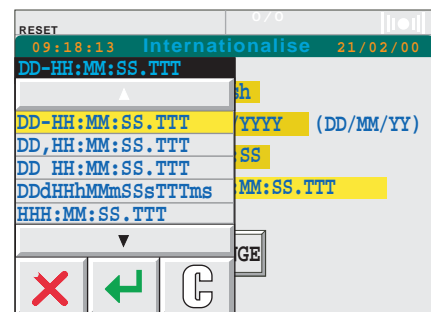 0/0
RESET
09:18:13 Internationalise 21/02/00
DD-HH:MM:SS.TTT
sh
DD-HH:MM:SS.TTT
/YYYY (DD/MM/YY)
DD,HH:MM:SS.TTT
:SS
DD HH:MM:SS.TTT
DDdHHhMMmSSsTTTms
:MM:SS.TTT
HHH:MM:SS.TTT
GE
C